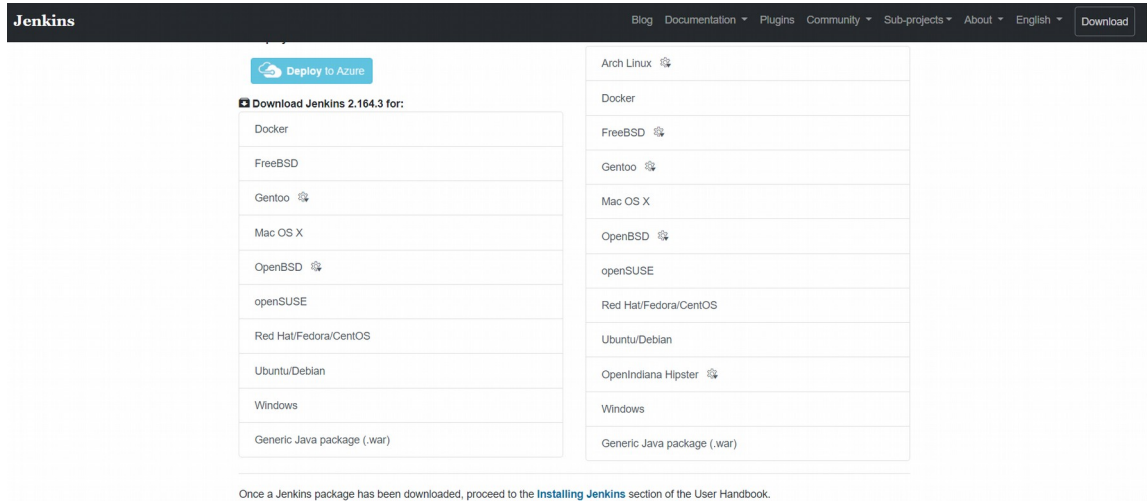 Jenkins
Blog Documentation Plugins Community Sub-projects About English Download
Deploy to Azure
Download Jenkins 2.164.3 for:
Docker
FreeBSD
Gentoo
Mac OS X
OpenBSD
openSUSE
Red Hat/Fedora/CentOS
Ubuntu/Debian
Windows
Generic Java package (.war)
Arch Linux
Docker
FreeBSD
Gentoo
Mac OS X
OpenBSD
openSUSE
Red Hat/Fedora/CentOS
Ubuntu/Debian
OpenIndiana Hipster
Windows
Generic Java package (.war)
Once a Jenkins package has been downloaded, proceed to the Installing Jenkins section of the User Handbook.